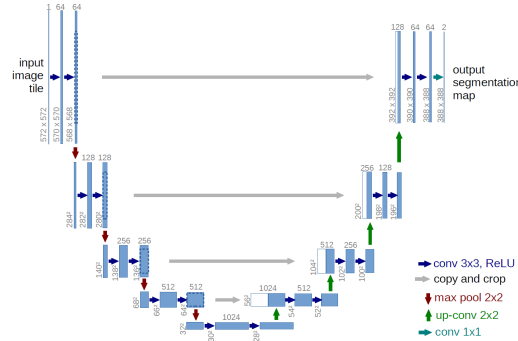 1 64 64
128 64 64 2
input
image
tile
output
segmentation
map
572 x 572
570 x 570
568 x 568
392 x 392
390 x 390
388 x 388
388 x 388
128 128
256 128
284²
282²
280²
200²
198²
196²
256 256
512 256
140²
138²
136²
104²
102²
100²
512 512
1024 512
68²
66²
64²
56²
54²
52²
1024
32²
30²
28²
conv 3x3, ReLU
copy and crop
max pool 2x2
up-conv 2x2
conv 1x1